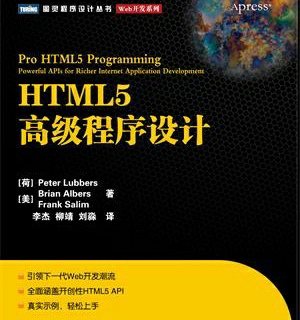 TURING 图灵程序设计丛书 Web开发系列
Apress®
Pro HTML5 Programming
Powerful APIs for Richer Internet Application Development
HTML5
高级程序设计
[荷] Peter Lubbers
[美] Brian Albers 著
Frank Salim
李杰 柳靖 刘淼 译
引领下一代Web开发潮流
全面涵盖开创性HTML5 API
真实示例，轻松上手